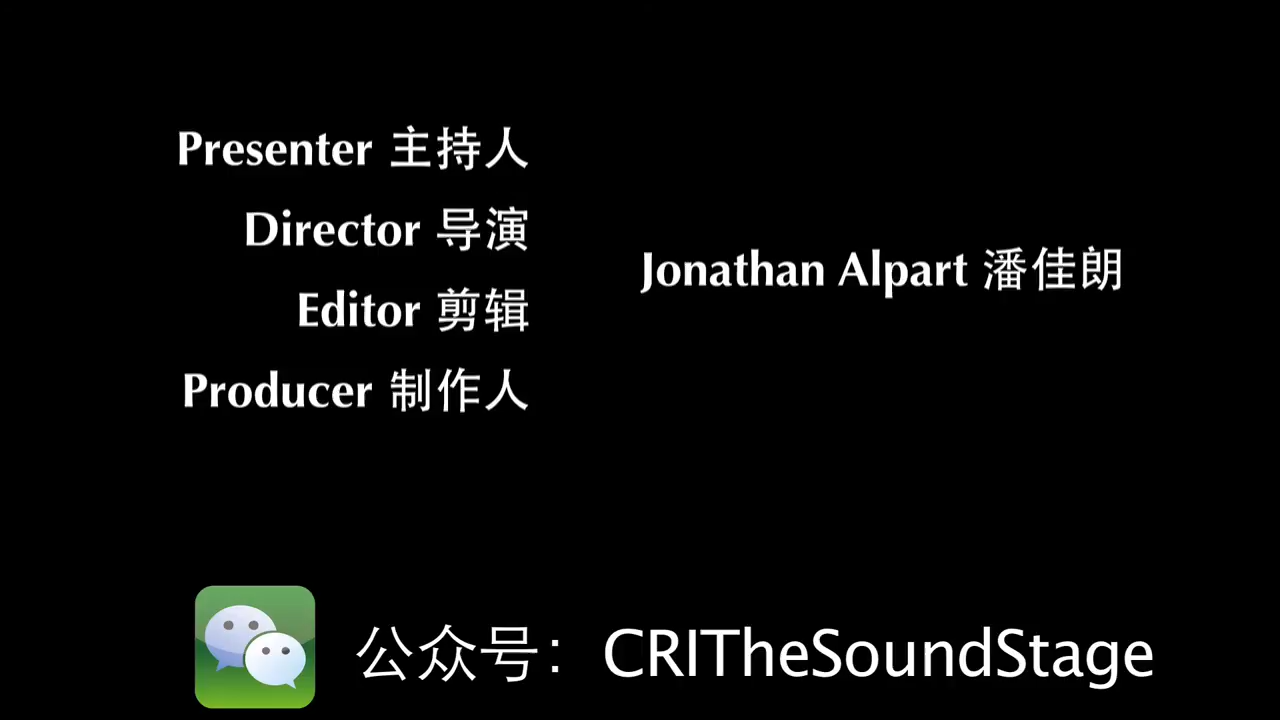 Presenter 主持人
Director 导演
Jonathan Alpart 潘佳朗
Editor 剪辑
Producer 制作人
公众号：CRITheSoundStage